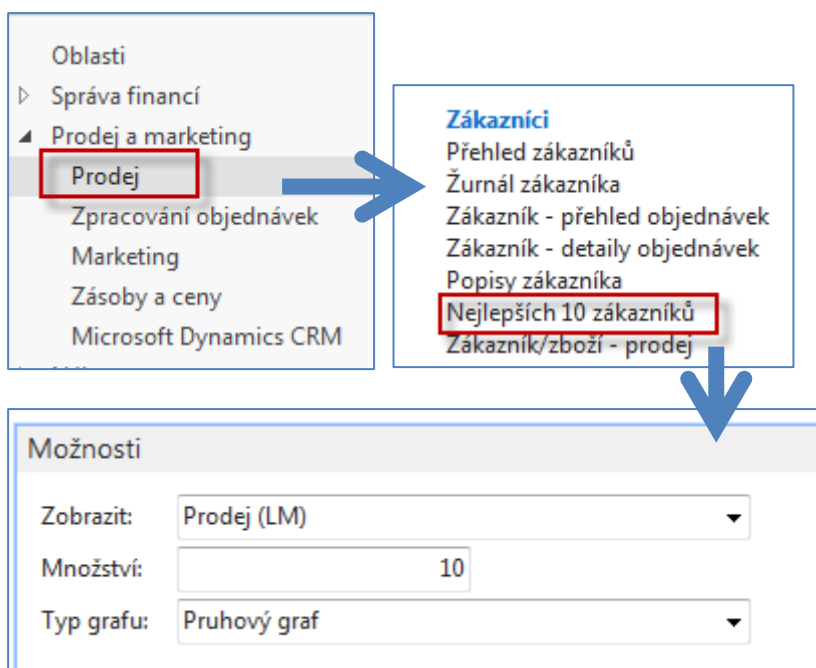 Oblasti
Správa financí
Prodej a marketing
Prodej
Zpracování objednávek
Marketing
Zásoby a ceny
Microsoft Dynamics CRM
Zákazníci
Přehled zákazníků
Žurnál zákazníka
Zákazník - přehled objednávek
Zákazník - detaily objednávek
Popisy zákazníka
Nejlepších 10 zákazníků
Zákazník/zboží - prodej
Možnosti
Zobrazit: Prodej (LM)
Množství: 10
Typ grafu: Pruhový graf